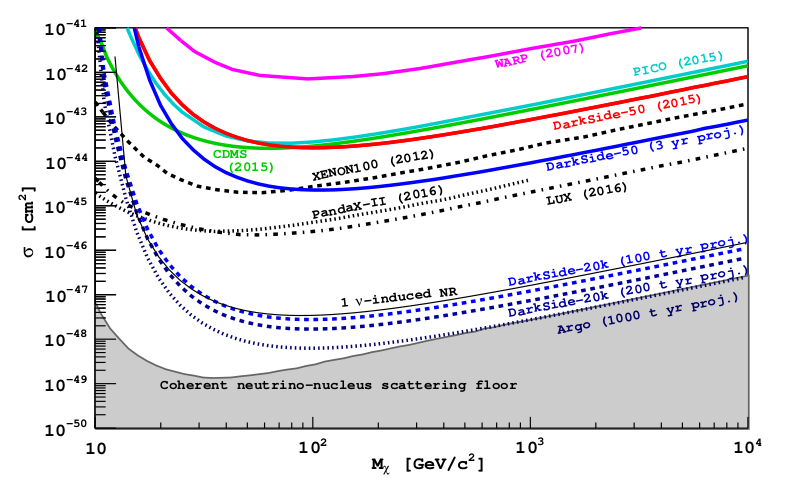 10⁻⁴¹
WARP (2007)
PICO (2015)
10⁻⁴²
10⁻⁴³
DarkSide-50 (2015)
CDMS
(2015)
XENON100 (2012)
DarkSide-50 (3 yr proj.)
10⁻⁴⁴
PandaX-II (2016)
LUX (2016)
10⁻⁴⁵
σ [cm²]
10⁻⁴⁶
DarkSide-20k (100 t yr proj.)
1 ν-induced NR
10⁻⁴⁷
DarkSide-20k (200 t yr proj.)
Argo (1000 t yr proj.)
10⁻⁴⁸
10⁻⁴⁹
Coherent neutrino-nucleus scattering floor
10⁻⁵⁰
10 10² 10³ 10⁴
Mᵪ [GeV/c²]